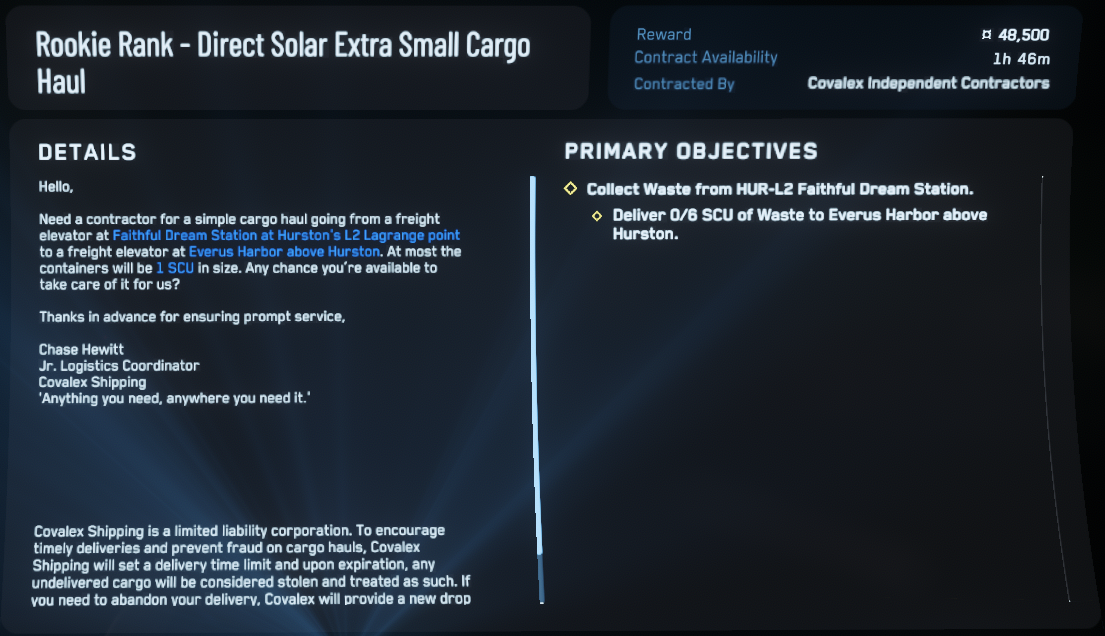 Rookie Rank - Direct Solar Extra Small Cargo
Haul
Reward ¤ 48,500
Contract Availability 1h 46m
Contracted By Covalex Independent Contractors
DETAILS
Hello,
Need a contractor for a simple cargo haul going from a freight
elevator at Faithful Dream Station at Hurston's L2 Lagrange point
to a freight elevator at Everus Harbor above Hurston. At most the
containers will be 1 SCU in size. Any chance you're available to
take care of it for us?
Thanks in advance for ensuring prompt service,
Chase Hewitt
Jr. Logistics Coordinator
Covalex Shipping
'Anything you need, anywhere you need it.'
Covalex Shipping is a limited liability corporation. To encourage
timely deliveries and prevent fraud on cargo hauls, Covalex
Shipping will set a delivery time limit and upon expiration, any
undelivered cargo will be considered stolen and treated as such. If
you need to abandon your delivery, Covalex will provide a new drop
PRIMARY OBJECTIVES
Collect Waste from HUR-L2 Faithful Dream Station.
Deliver 0/6 SCU of Waste to Everus Harbor above
Hurston.